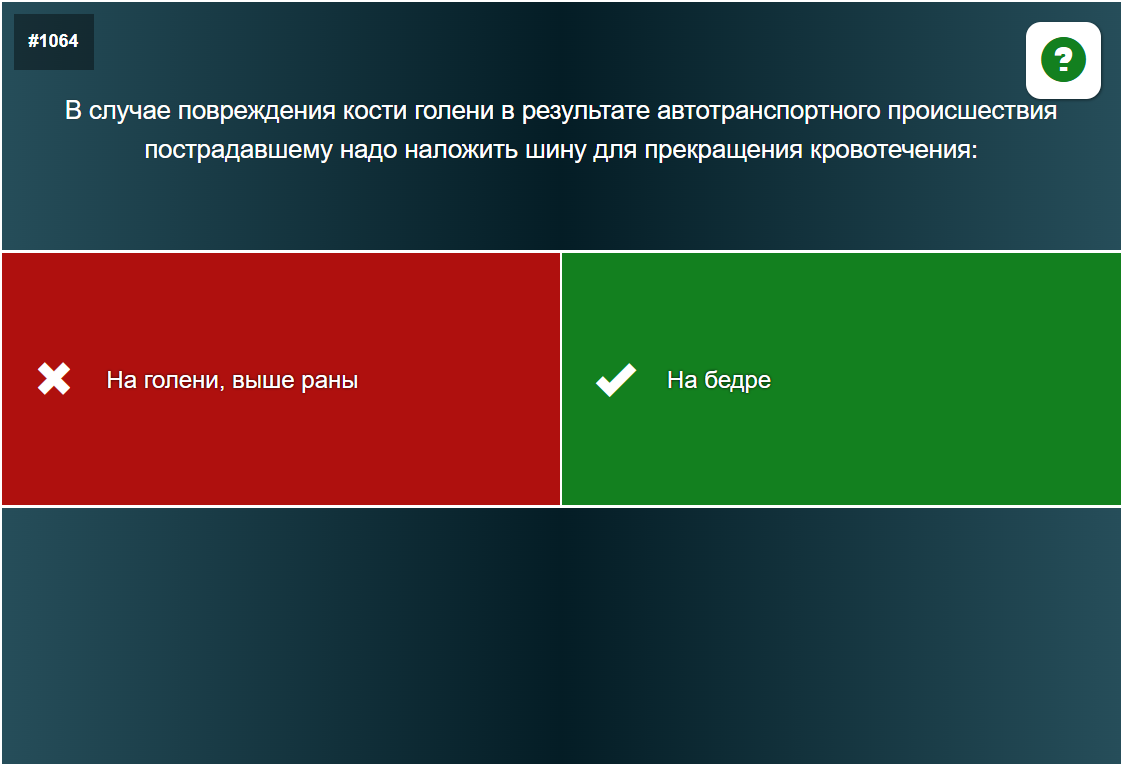 #1064
?
В случае повреждения кости голени в результате автотранспортного происшествия
пострадавшему надо наложить шину для прекращения кровотечения:
На голени, выше раны
На бедре